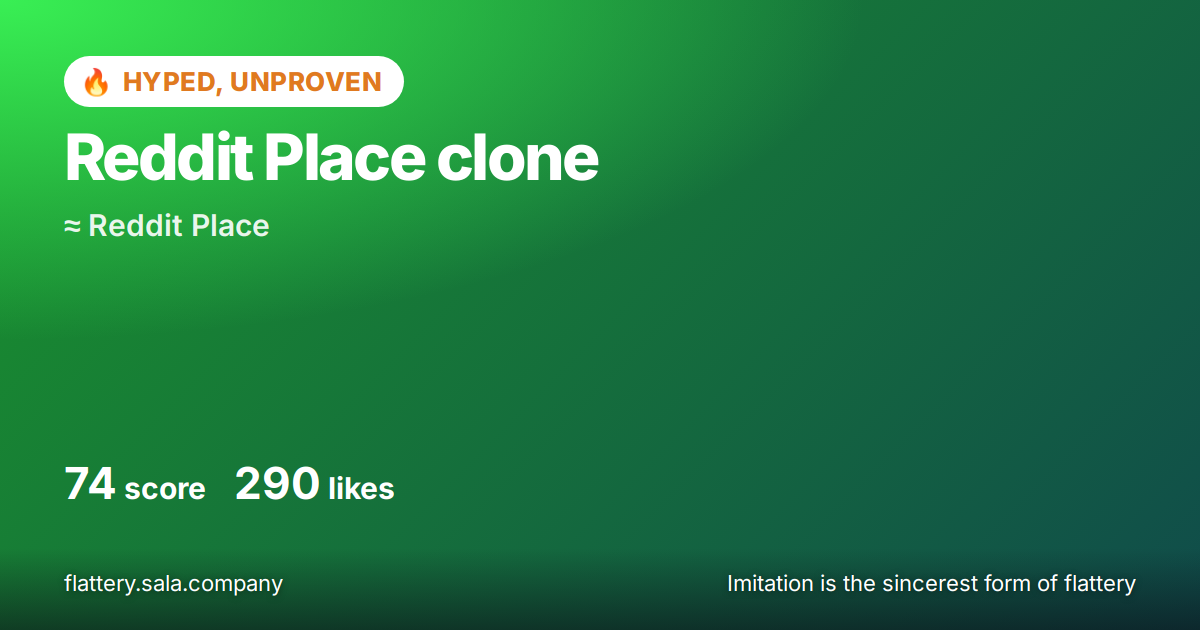 🔥 HYPED, UNPROVEN
Reddit Place clone
≈ Reddit Place
74 score 290 likes
flattery.sala.company
Imitation is the sincerest form of flattery